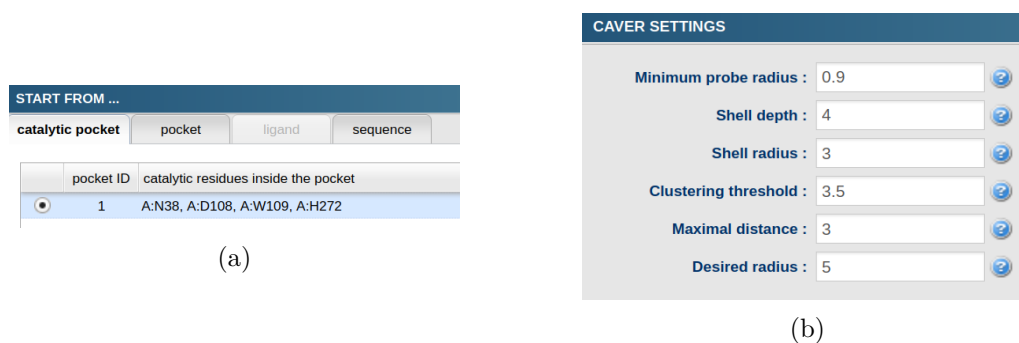 START FROM ...
catalytic pocket pocket ligand sequence
pocket ID catalytic residues inside the pocket
1 A:N38, A:D108, A:W109, A:H272
(a)
CAVER SETTINGS
Minimum probe radius : 0.9
Shell depth : 4
Shell radius : 3
Clustering threshold : 3.5
Maximal distance : 3
Desired radius : 5
(b)